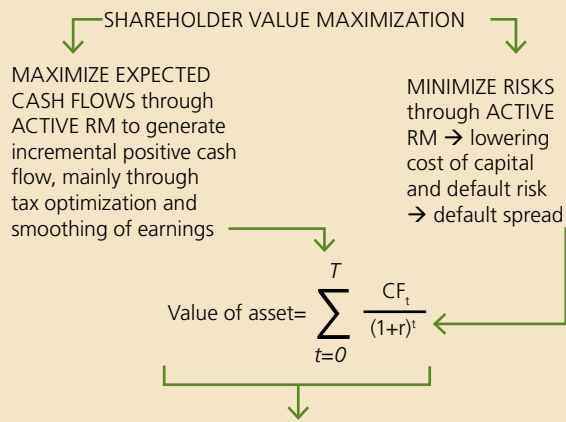 SHAREHOLDER VALUE MAXIMIZATION
MAXIMIZE EXPECTED
CASH FLOWS through
ACTIVE RM to generate
incremental positive cash
flow, mainly through
tax optimization and
smoothing of earnings
MINIMIZE RISKS
through ACTIVE
RM → lowering
cost of capital
and default risk
→ default spread
T
Value of asset= ∑ CFₜ / (1+r)ᵗ
t=0